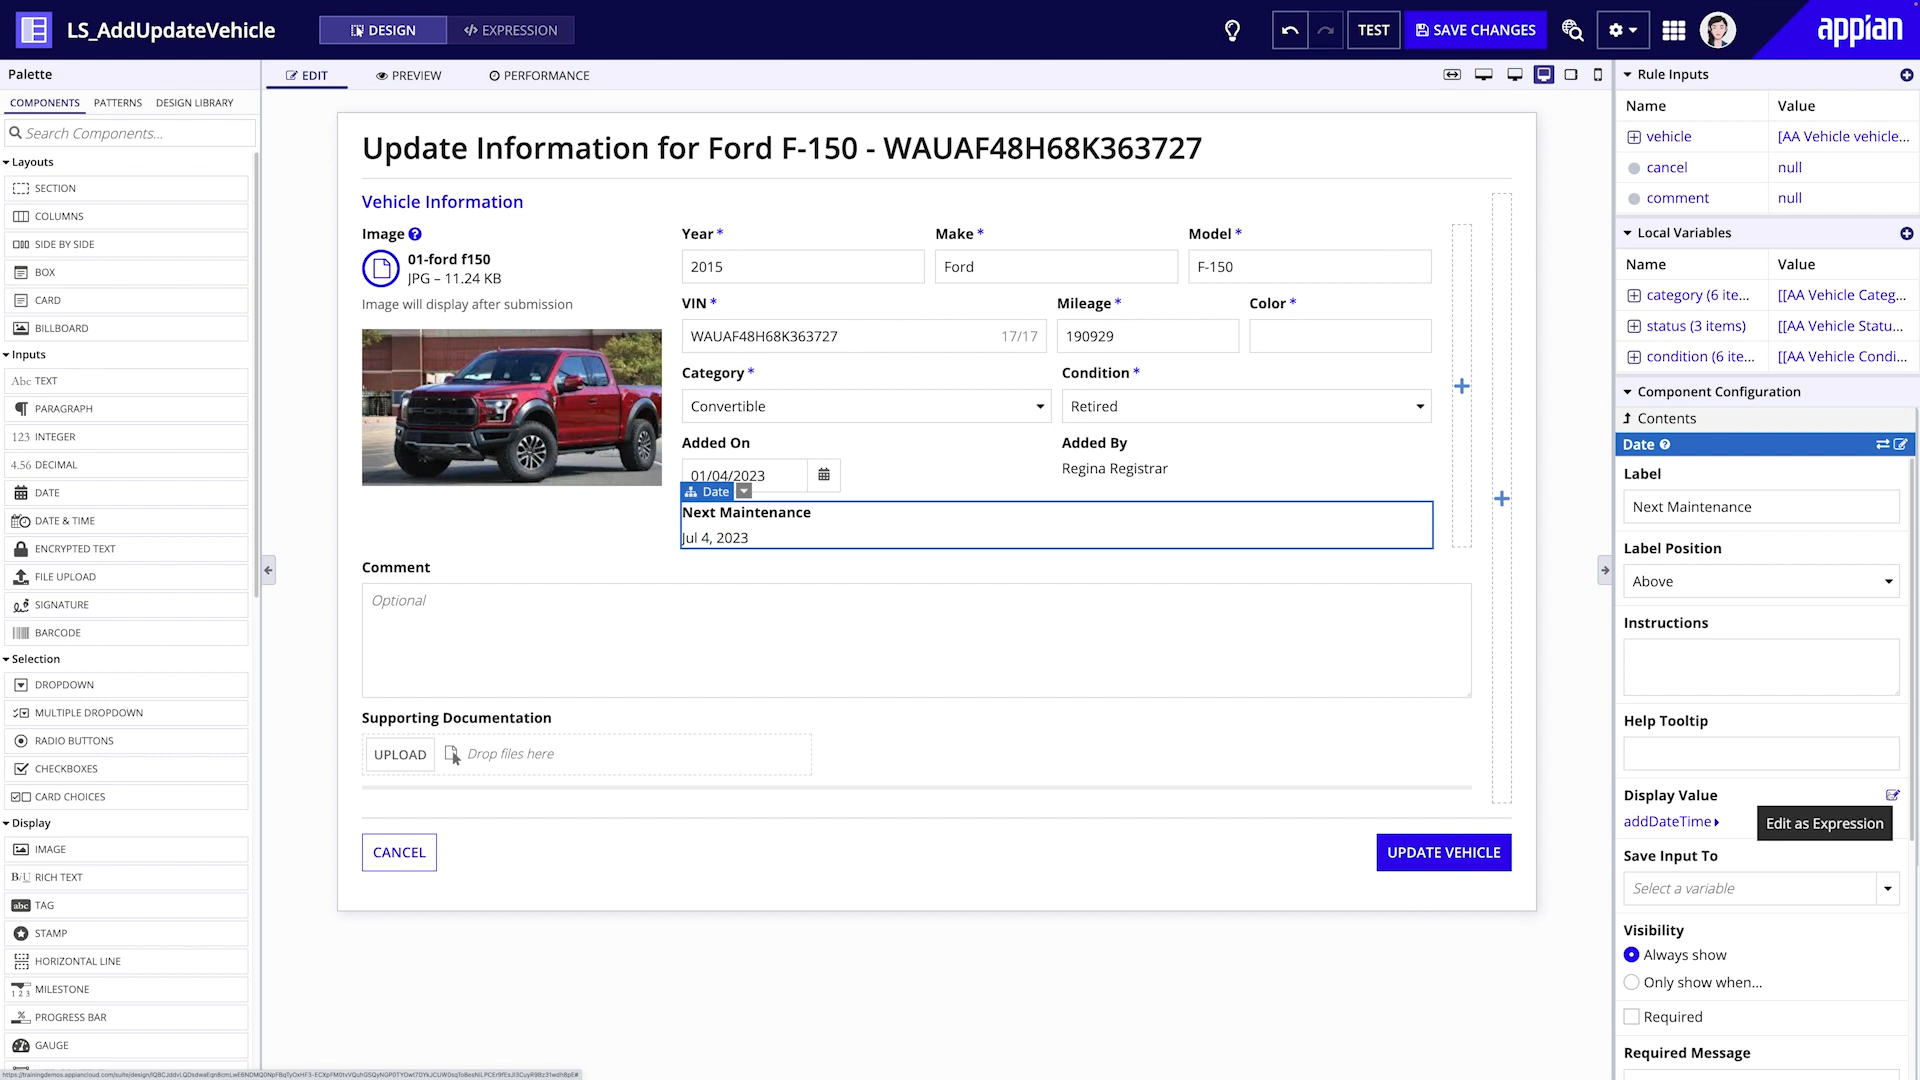 LS_AddUpdateVehicle
DESIGN
</> EXPRESSION
TEST
SAVE CHANGES
appian
Palette
EDIT
PREVIEW
PERFORMANCE
COMPONENTS
PATTERNS
DESIGN LIBRARY
Search Components...
Layouts
SECTION
COLUMNS
SIDE BY SIDE
BOX
CARD
BILLBOARD
Inputs
Abc TEXT
PARAGRAPH
123 INTEGER
4.56 DECIMAL
DATE
DATE & TIME
ENCRYPTED TEXT
FILE UPLOAD
SIGNATURE
BARCODE
Selection
DROPDOWN
MULTIPLE DROPDOWN
RADIO BUTTONS
CHECKBOXES
CARD CHOICES
Display
IMAGE
B/U RICH TEXT
abc TAG
STAMP
HORIZONTAL LINE
1 2 3 MILESTONE
% PROGRESS BAR
GAUGE
Update Information for Ford F-150 - WAUAF48H68K363727
Vehicle Information
Image ?
01-ford f150
JPG – 11.24 KB
Image will display after submission
Year *
Make *
Model *
2015
Ford
F-150
VIN *
Mileage *
Color *
WAUAF48H68K363727 17/17
190929
Category *
Condition *
Convertible
Retired
Added On
Added By
01/04/2023
Regina Registrar
Date
Next Maintenance
Jul 4, 2023
Comment
Optional
Supporting Documentation
UPLOAD
Drop files here
CANCEL
UPDATE VEHICLE
Rule Inputs
Name Value
vehicle [AA Vehicle vehicle...
cancel null
comment null
Local Variables
Name Value
category (6 ite... [[AA Vehicle Categ...
status (3 items) [[AA Vehicle Statu...
condition (6 ite... [[AA Vehicle Condi...
Component Configuration
Contents
Date ?
Label
Next Maintenance
Label Position
Above
Instructions
Help Tooltip
Display Value
addDateTime
Edit as Expression
Save Input To
Select a variable
Visibility
Always show
Only show when...
Required
Required Message